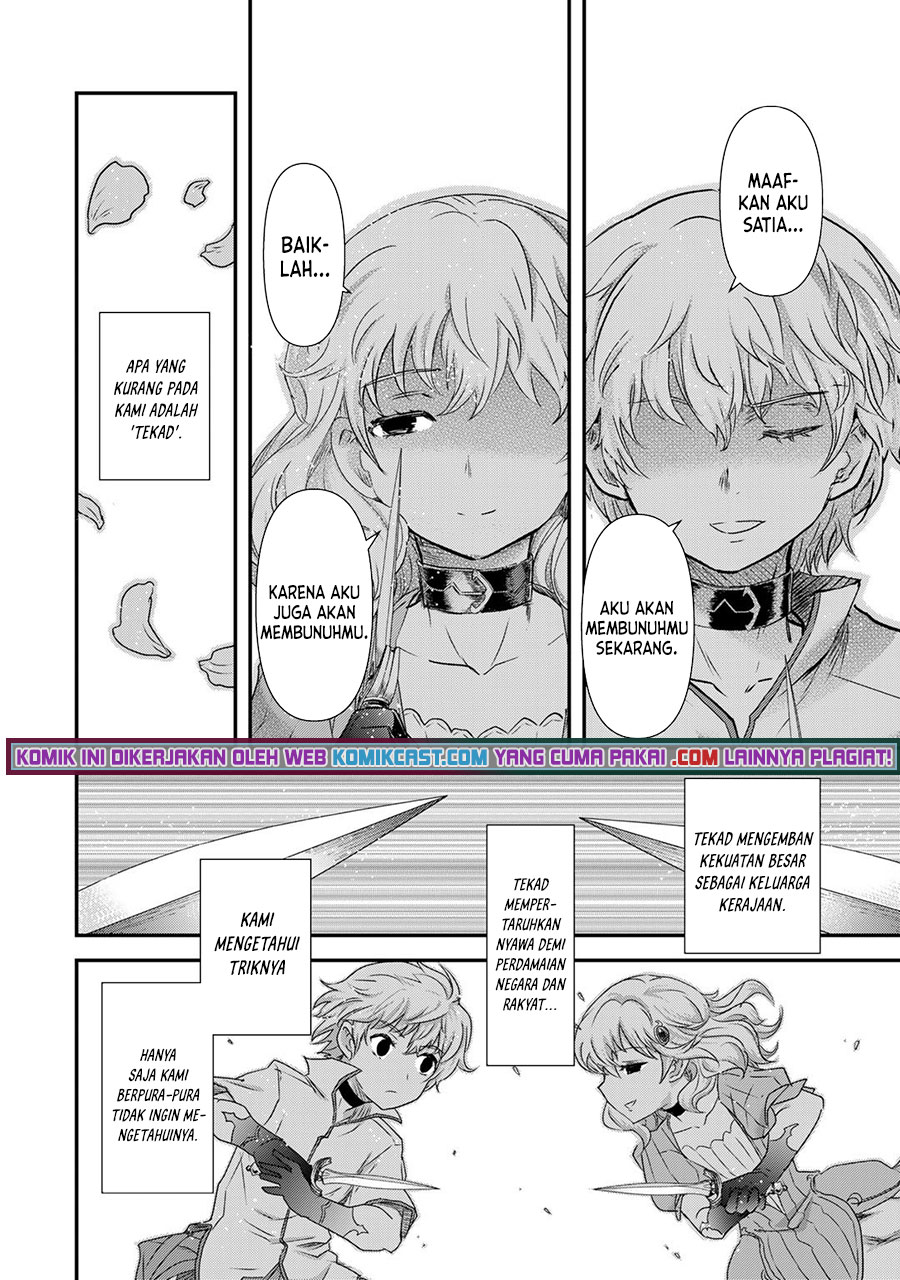 MAAF-
KAN AKU
SATIA...
AKU AKAN
MEMBUNUHMU
SEKARANG.
BAIK-
LAH...
KARENA AKU
JUGA AKAN
MEMBUNUHMU.
APA YANG
KURANG PADA
KAMI ADALAH
'TEKAD'.
KOMIK INI DIKERJAKAN OLEH WEB KOMIKCAST.COM YANG CUMA PAKAI .COM LAINNYA PLAGIAT!
TEKAD MENGEMBAN
KEKUATAN BESAR
SEBAGAI KELUARGA
KERAJAAN.
TEKAD
MEMPER-
TARUHKAN
NYAWA DEMI
PERDAMAIAN
NEGARA DAN
RAKYAT...
KAMI
MENGETAHUI
TRIKNYA
HANYA
SAJA KAMI
BERPURA-PURA
TIDAK INGIN ME-
NGETAHUINYA.